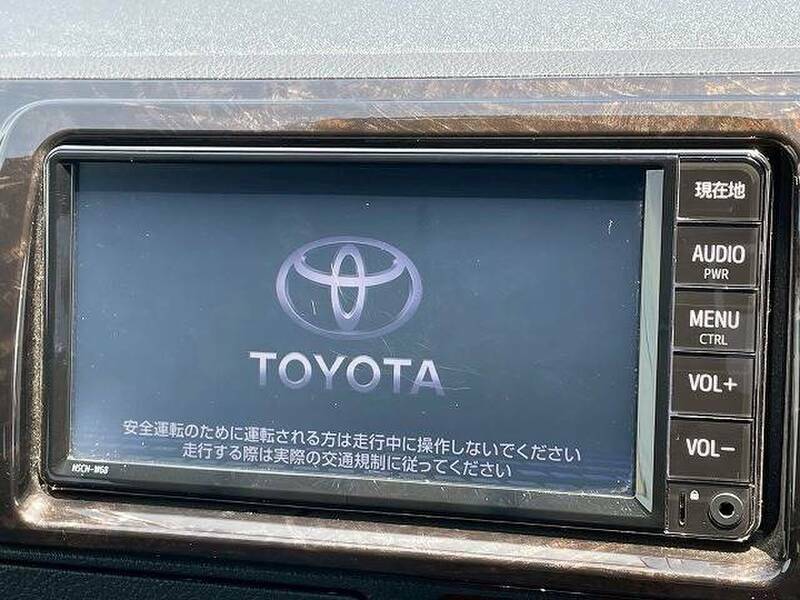 現在地
AUDIO
PWR
MENU
CTRL
VOL+
VOL-
TOYOTA
安全運転のために運転される方は走行中に操作しないでください
走行する際は実際の交通規制に従ってください
NSCN-W68